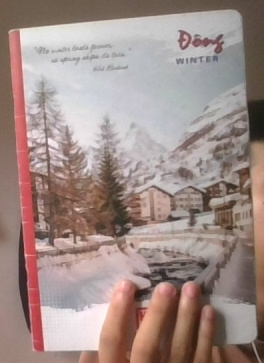 "No winter lasts forever,
no spring skips its turn."
Hal Borland
Đông
WINTER